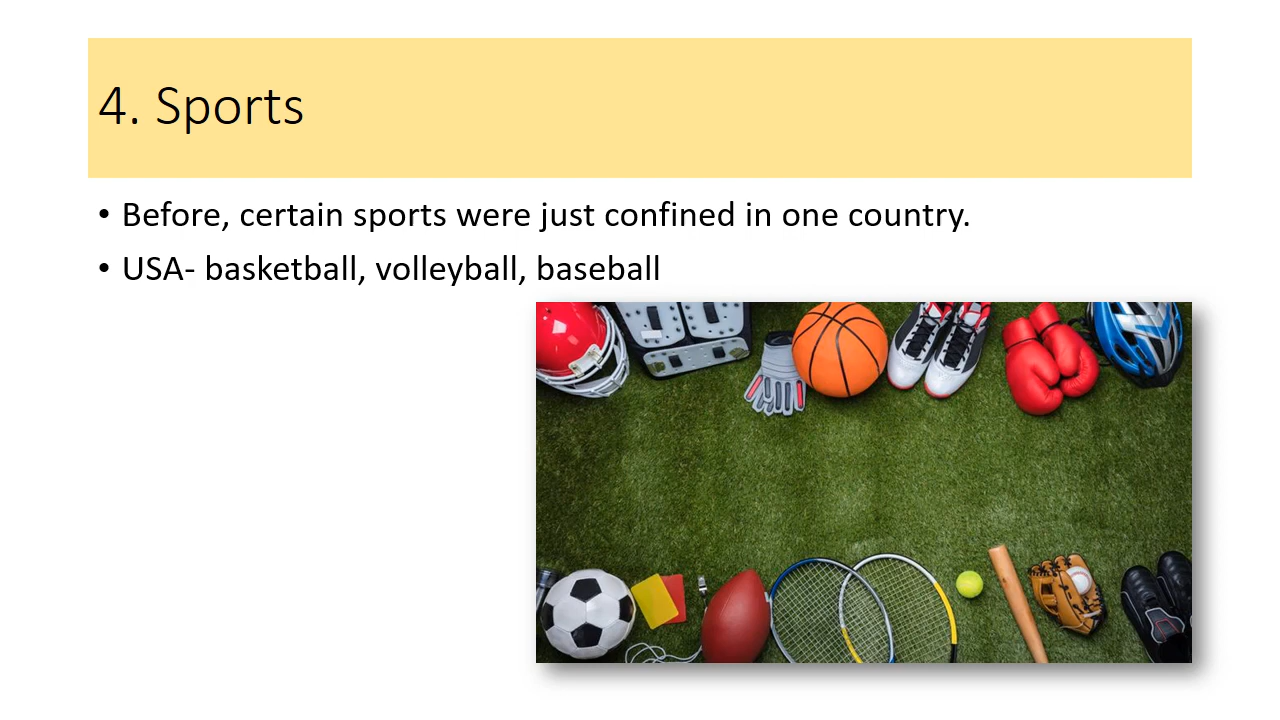 4. Sports
• Before, certain sports were just confined in one country.
• USA- basketball, volleyball, baseball